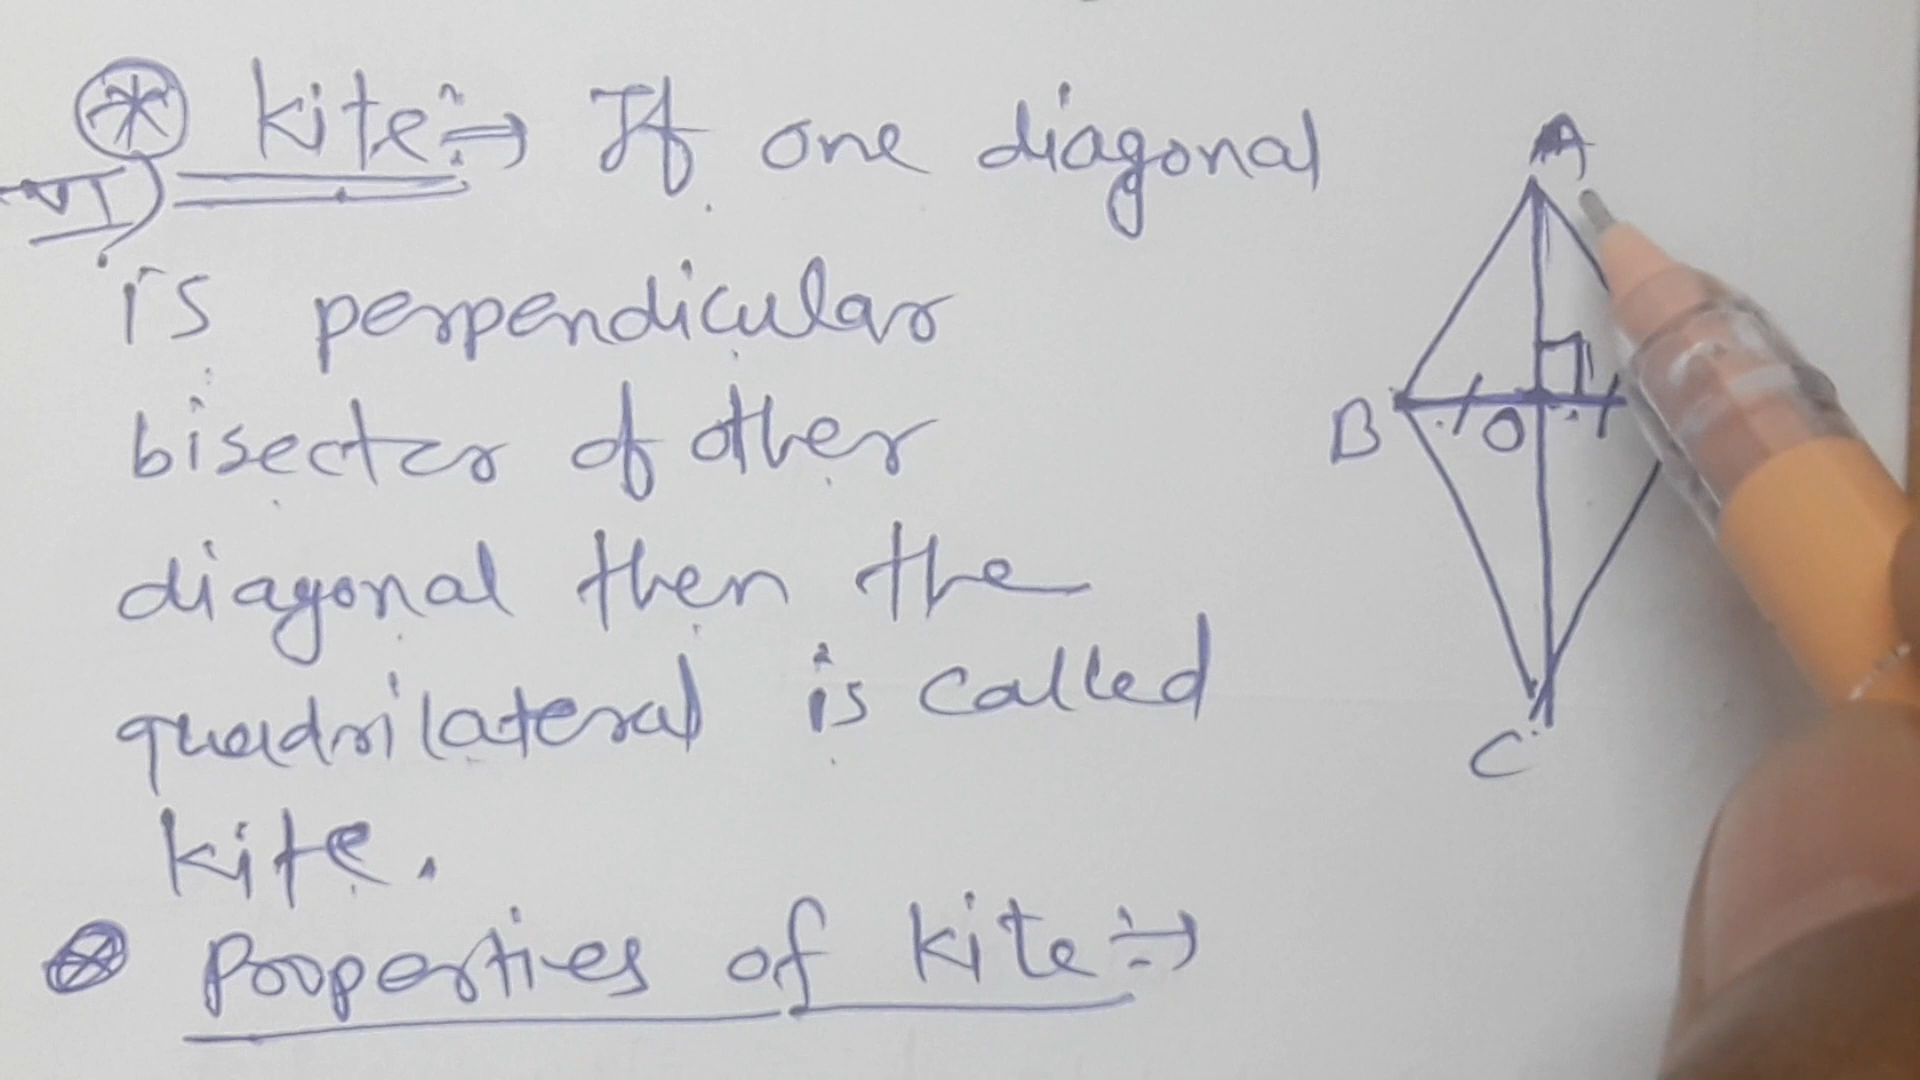 * Kite :→ If one diagonal
VI)
is perpendicular
bisector of other
diagonal then the
quadrilateral is called
kite.
Properties of kite :→
A
B
O
C